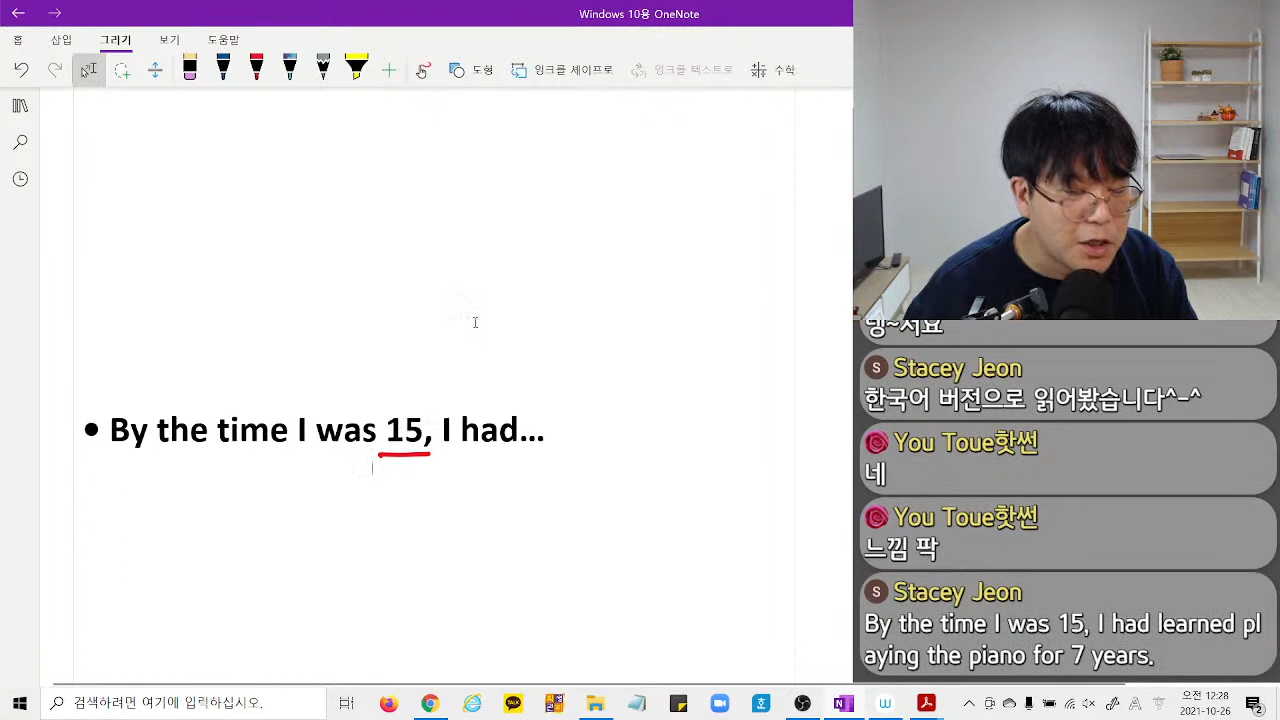 Windows 10용 OneNote
홈 삽입 그리기 보기 도움말
도형 잉크를 셰이프로 잉크를 텍스트로 수학
• By the time I was 15, I had...
S Stacey Jeon
한국어 버전으로 읽어봤습니다^-^
You Toue핫썬
네
You Toue핫썬
느낌 팍
S Stacey Jeon
By the time I was 15, I had learned pl
aying the piano for 7 years.
검색하려면 여기에 입력하십시오.
TALK
A
오전 12:28
2021-10-26
2